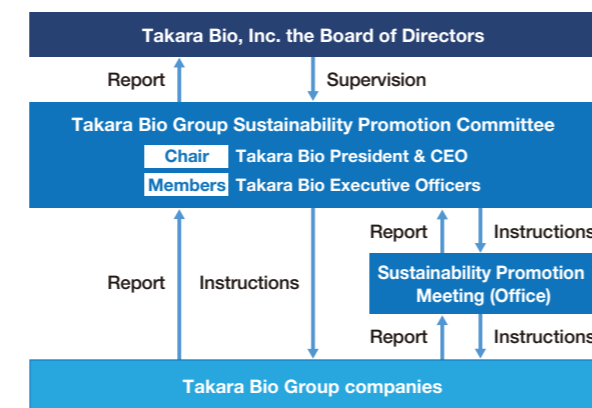 Takara Bio, Inc. the Board of Directors
Report
Supervision
Takara Bio Group Sustainability Promotion Committee
Chair Takara Bio President & CEO
Members Takara Bio Executive Officers
Report Instructions
Report Instructions
Sustainability Promotion
Meeting (Office)
Report Instructions
Takara Bio Group companies